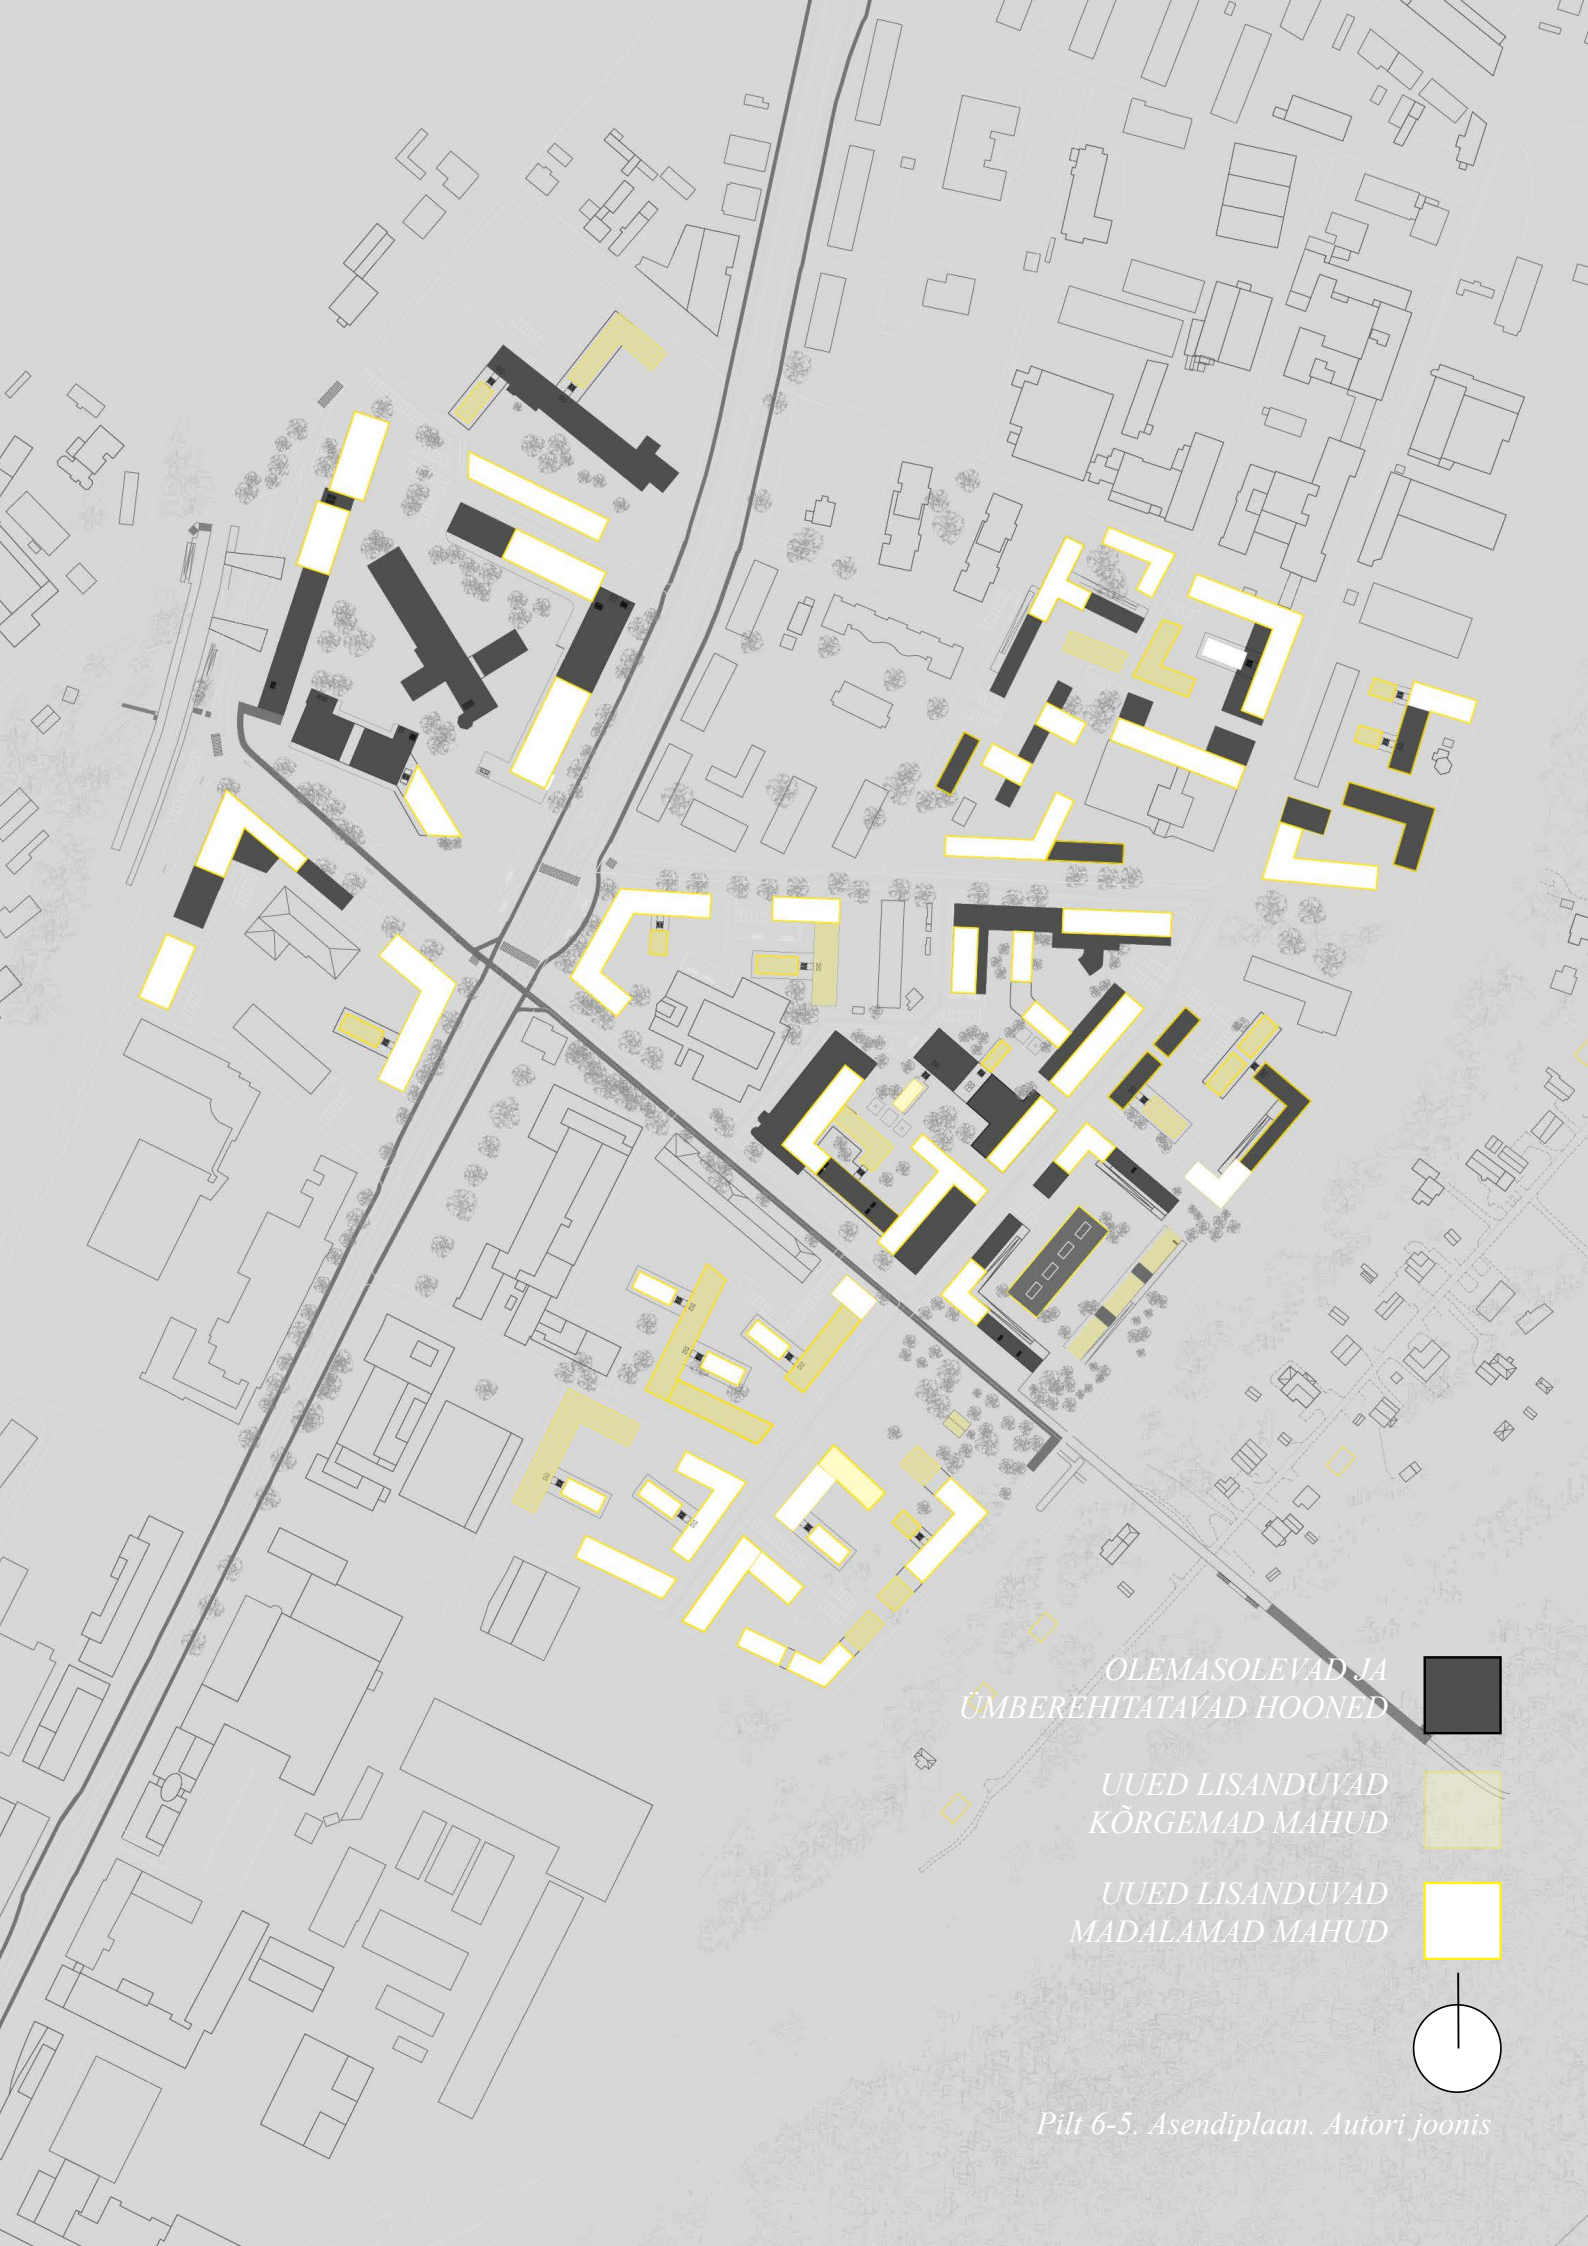 OLEMASOLEVAD JA
ÜMBEREHITATAVAD HOONED
UUED LISANDUVAD
KÕRGEMAD MAHUD
UUED LISANDUVAD
MADALAMAD MAHUD
Pilt 6-5. Asendiplaan. Autori joonis